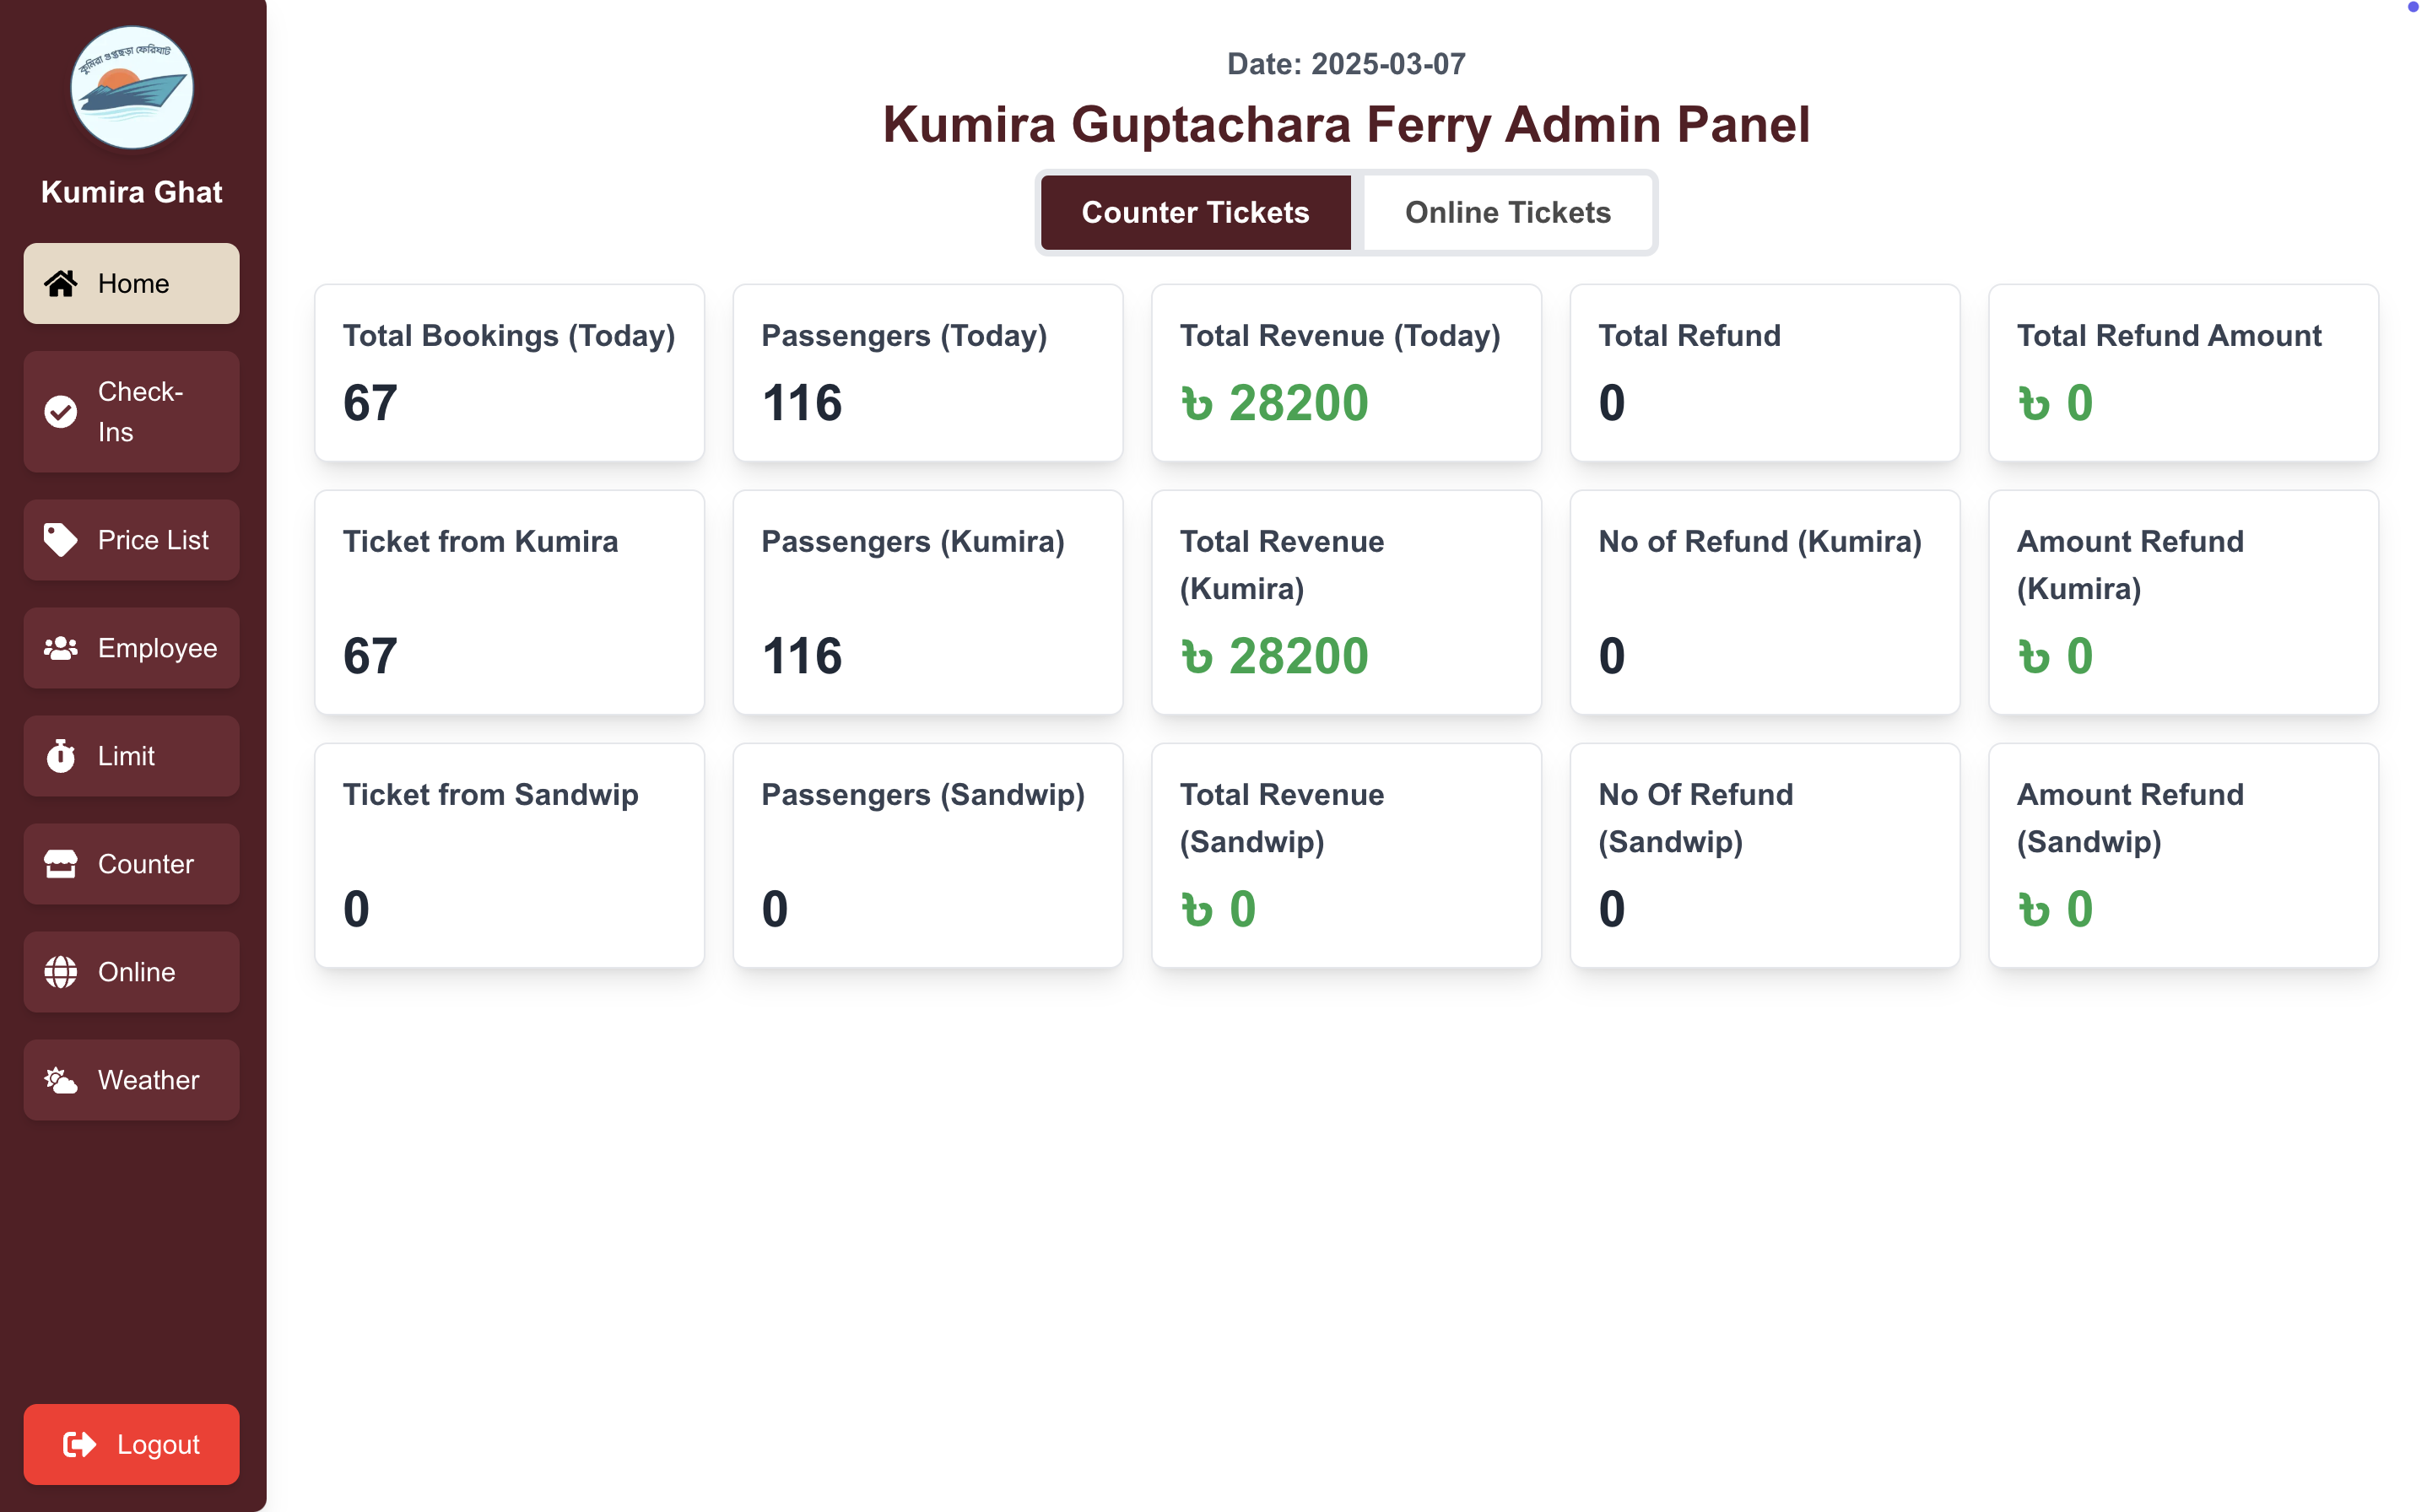 কুমিরা গুপ্তছড়া ফেরিঘাট
Kumira Ghat
Home
Check-
Ins
Price List
Employee
Limit
Counter
Online
Weather
Logout
Date: 2025-03-07
Kumira Guptachara Ferry Admin Panel
Counter Tickets
Online Tickets
Total Bookings (Today)
67
Passengers (Today)
116
Total Revenue (Today)
৳ 28200
Total Refund
0
Total Refund Amount
৳ 0
Ticket from Kumira
67
Passengers (Kumira)
116
Total Revenue
(Kumira)
৳ 28200
No of Refund (Kumira)
0
Amount Refund
(Kumira)
৳ 0
Ticket from Sandwip
0
Passengers (Sandwip)
0
Total Revenue
(Sandwip)
৳ 0
No Of Refund
(Sandwip)
0
Amount Refund
(Sandwip)
৳ 0